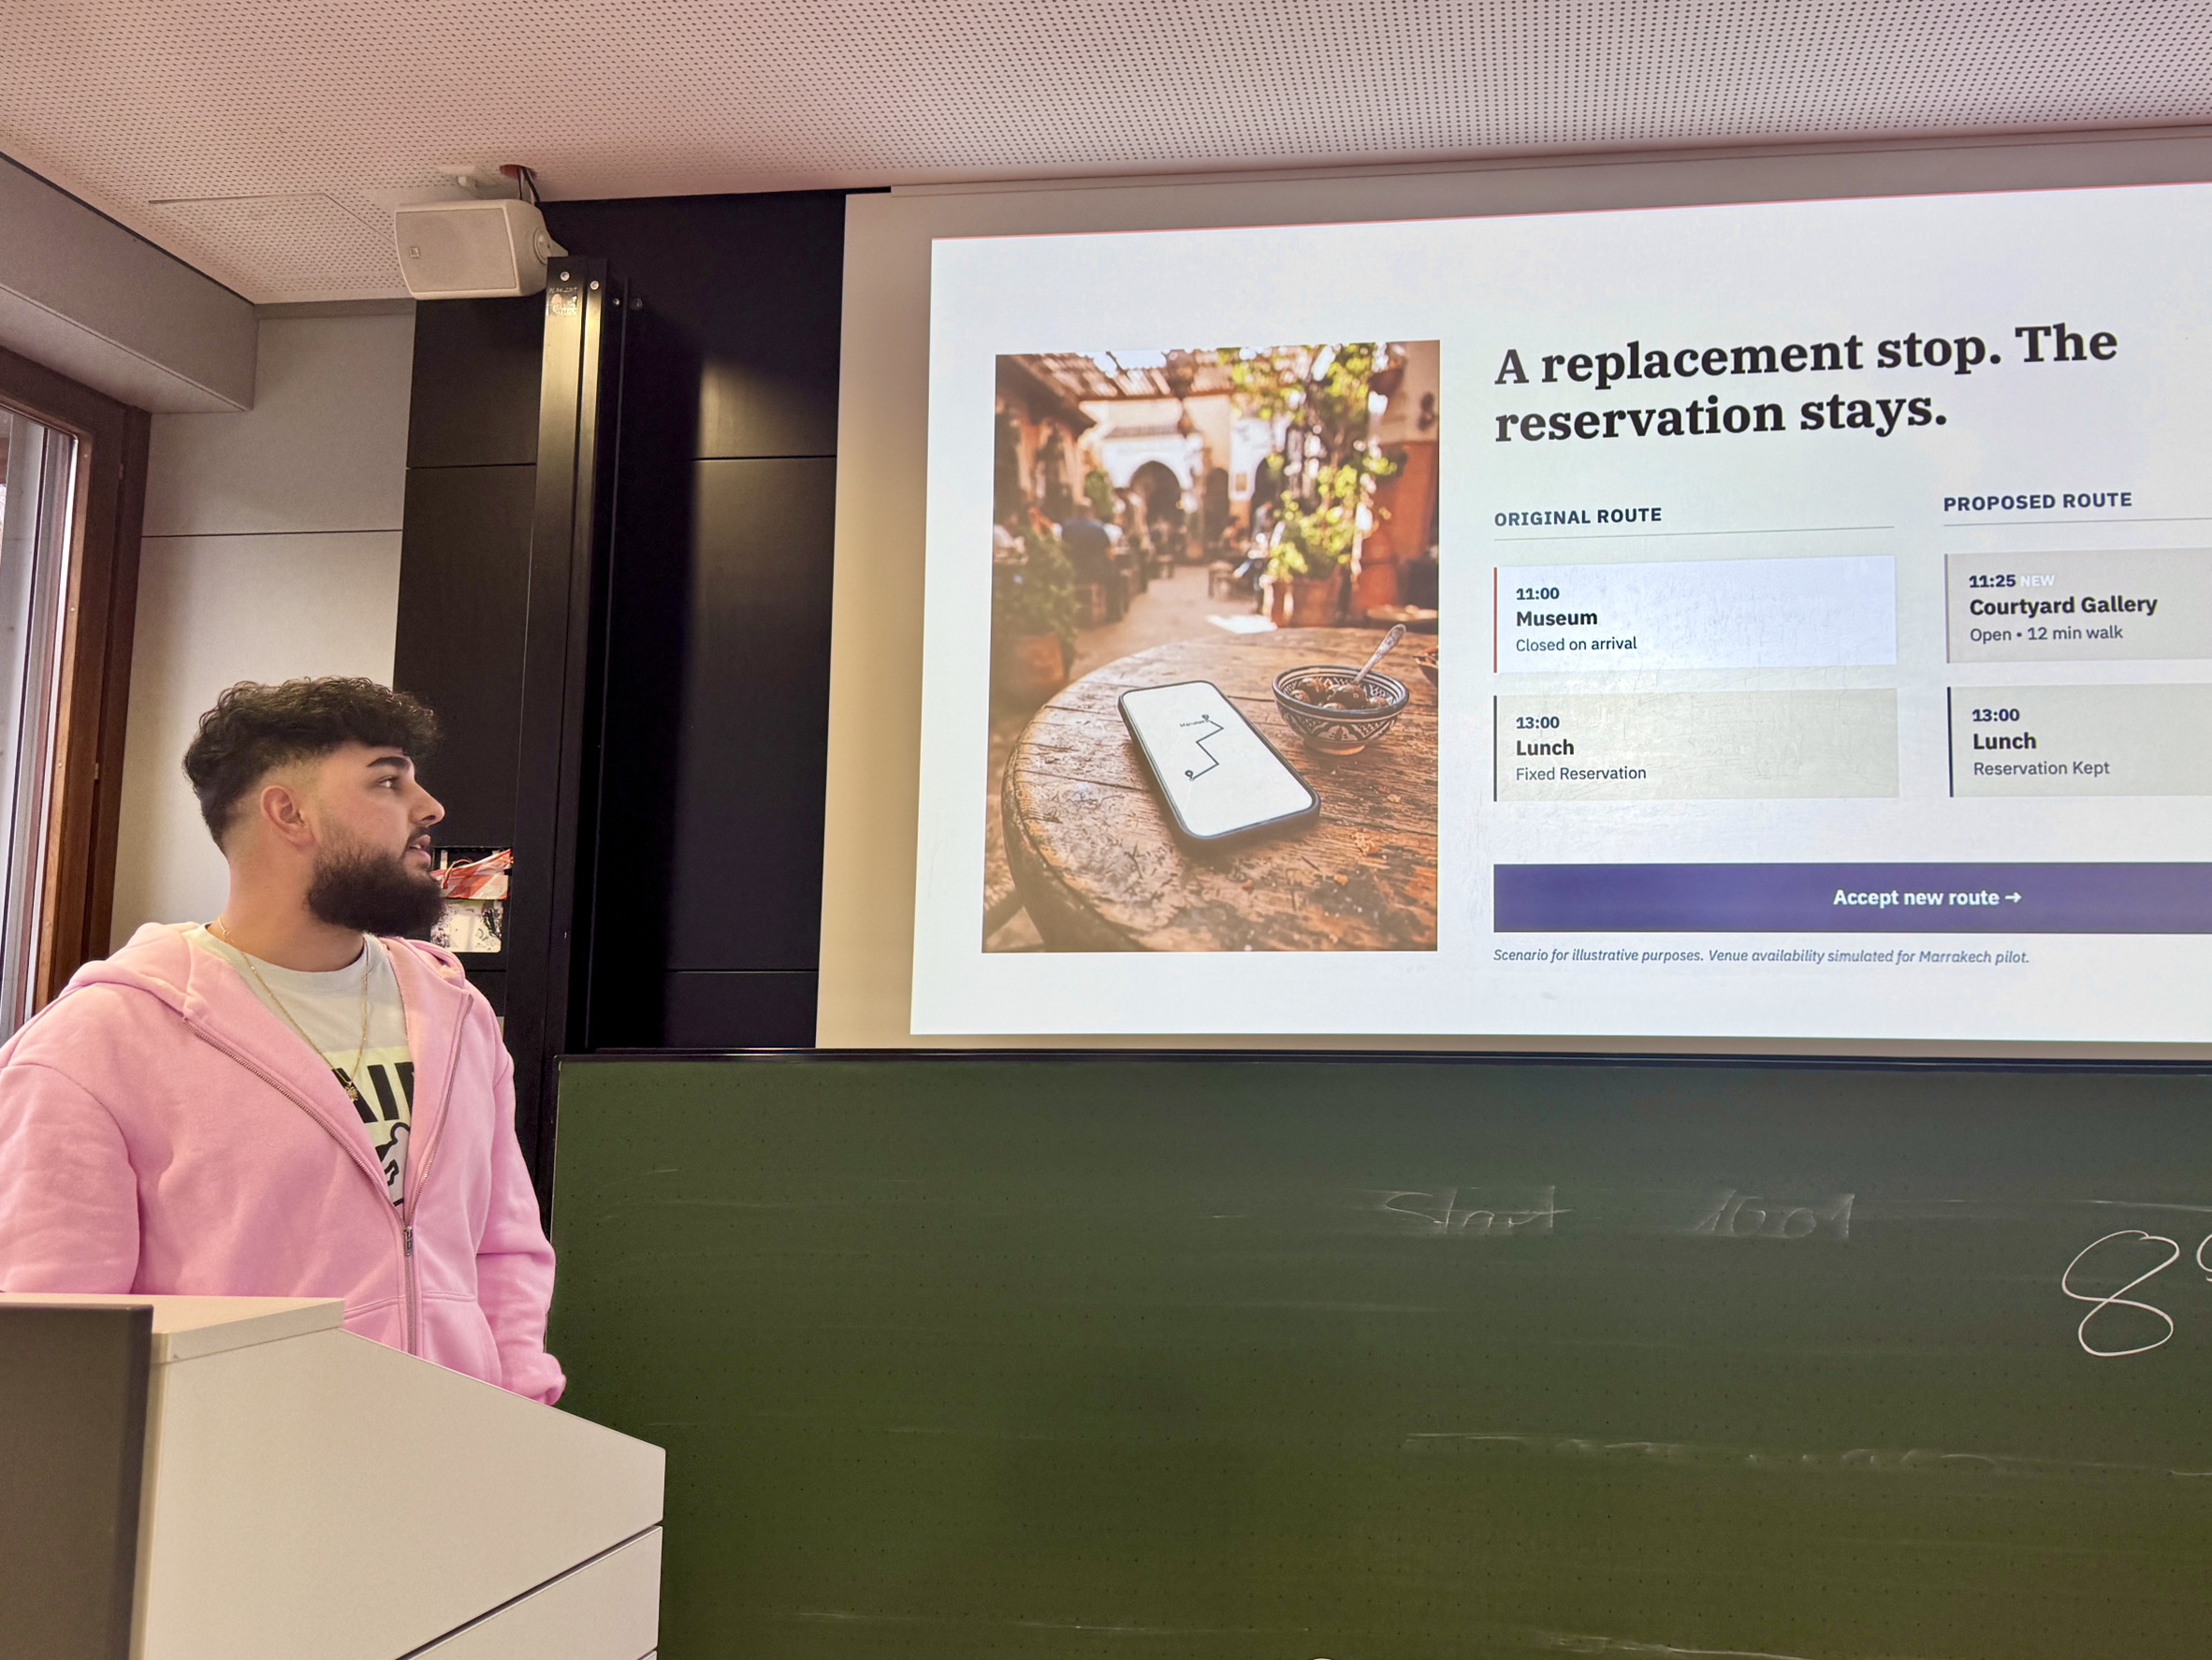 A replacement stop. The
reservation stays.
ORIGINAL ROUTE
11:00
Museum
Closed on arrival
13:00
Lunch
Fixed Reservation
PROPOSED ROUTE
11:25 NEW
Courtyard Gallery
Open • 12 min walk
13:00
Lunch
Reservation Kept
Accept new route →
Scenario for illustrative purposes. Venue availability simulated for Marrakech pilot.
Start
8